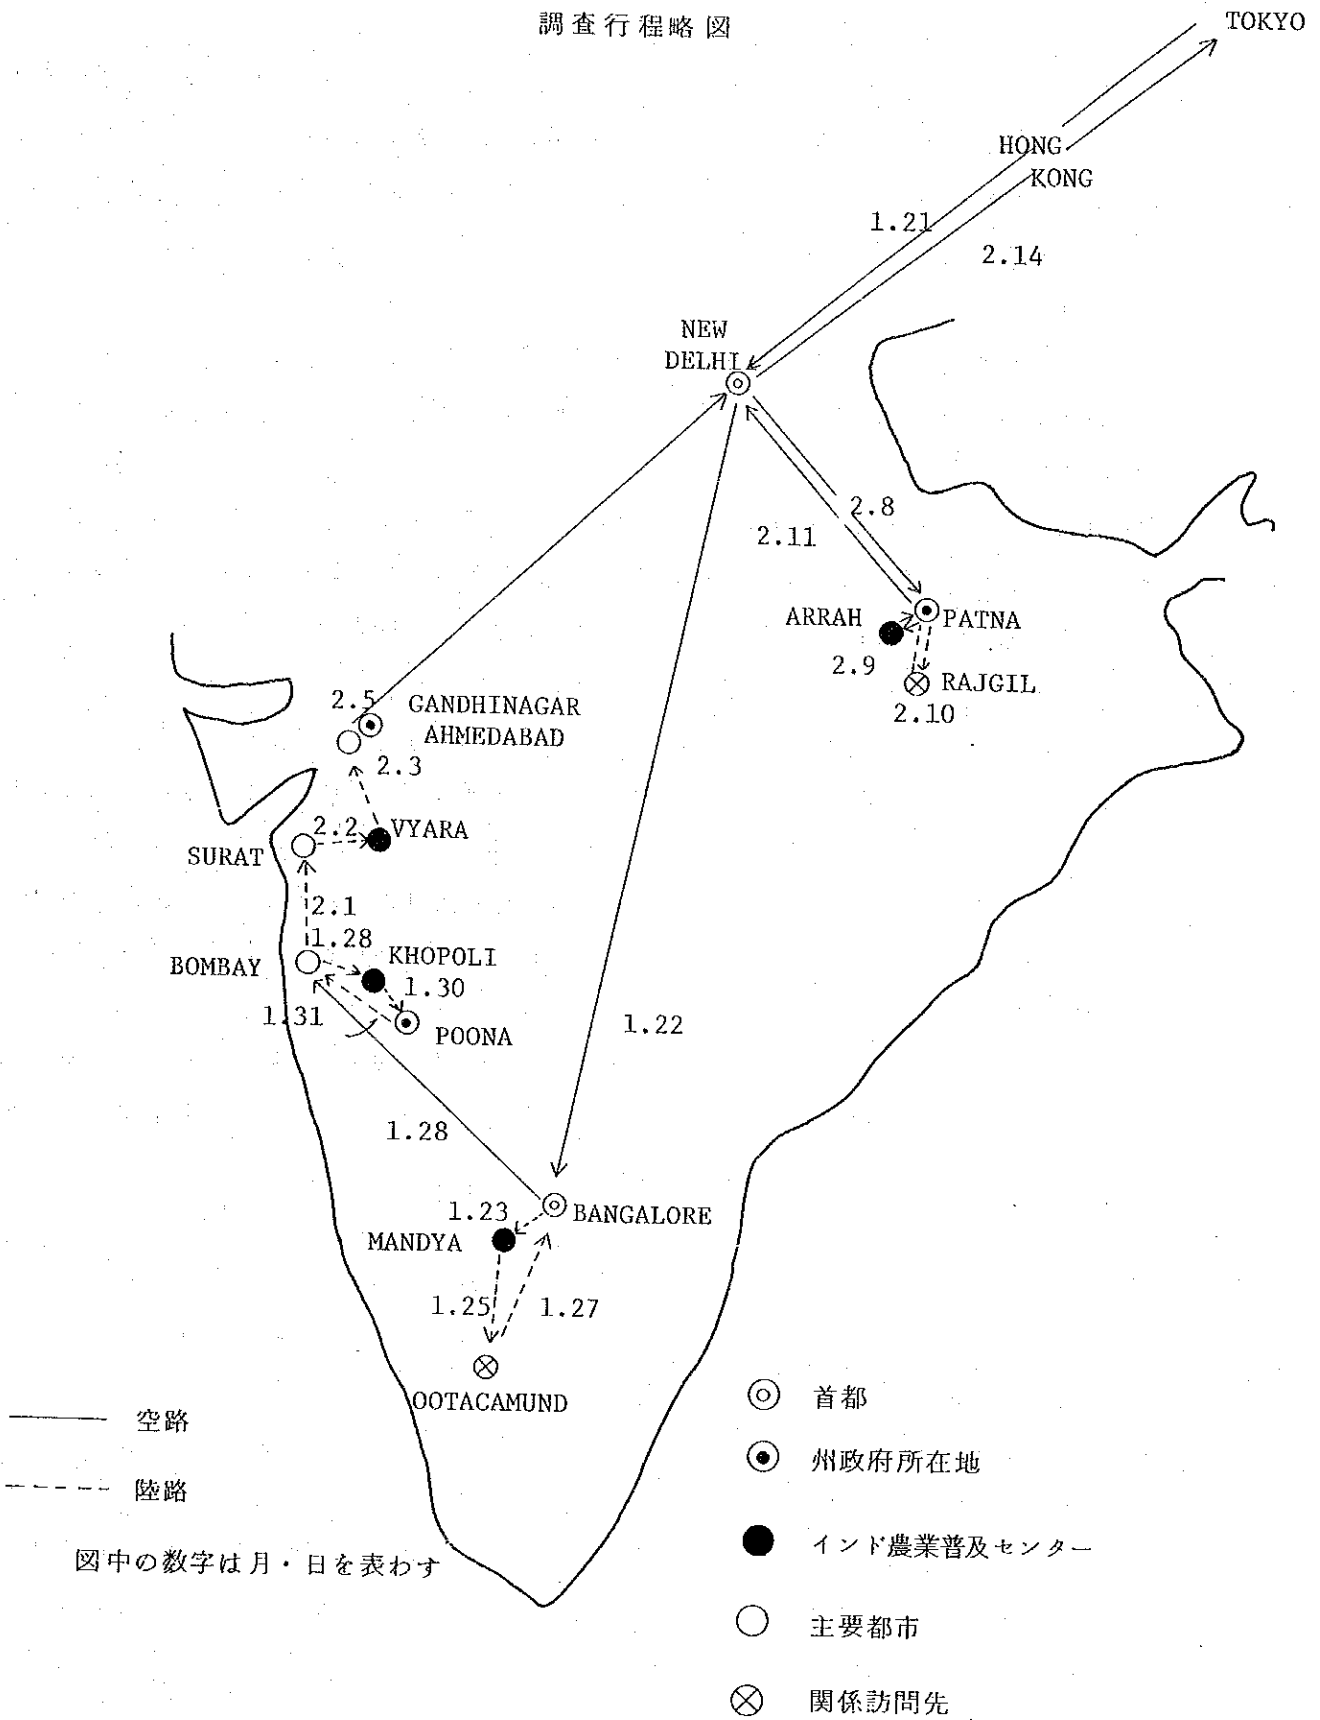 調査行程略図
TOKYO
HONG
KONG
1.21
2.14
NEW
DELHI
2.8
2.11
ARRAH
PATNA
2.9
RAJGIL
2.10
2.5
GANDHINAGAR
AHMEDABAD
2.3
2.2
VYARA
SURAT
2.1
1.28
KHOPOLI
BOMBAY
1.30
1.31
POONA
1.22
1.28
1.23
BANGALORE
MANDYA
1.25
1.27
OOTACAMUND
空路
陸路
図中の数字は月・日を表わす
首都
州政府所在地
インド農業普及センター
主要都市
関係訪問先